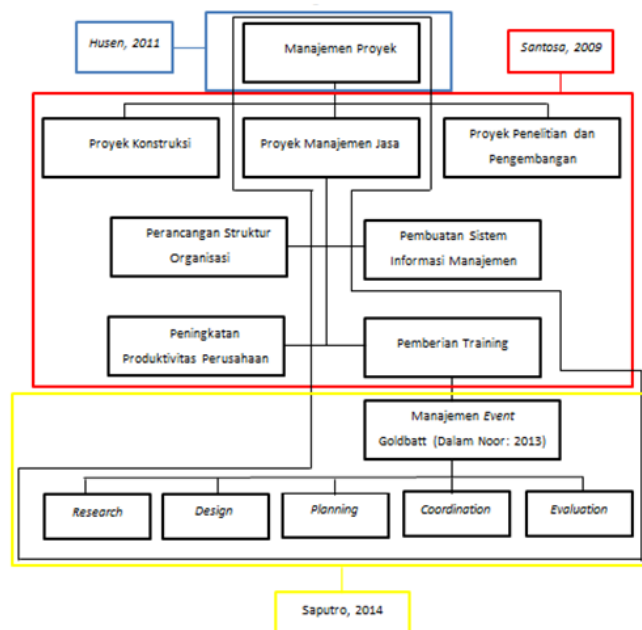 Husen, 2011
Manajemen Proyek
Santosa, 2009
Proyek Konstruksi
Proyek Manajemen Jasa
Proyek Penelitian dan
Pengembangan
Perancangan Struktur
Organisasi
Pembuatan Sistem
Informasi Manajemen
Peningkatan
Produktivitas Perusahaan
Pemberian Training
Manajemen Event
Goldbatt (Dalam Noor: 2013)
Research
Design
Planning
Coordination
Evaluation
Saputro, 2014